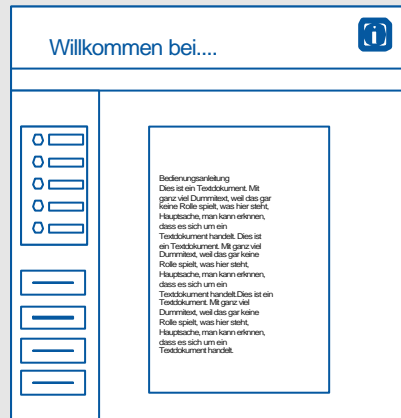 Willkommen bei....
i
Bedienungsanleitung
Dies ist ein Textdokument. Mit
ganz viel Dummitext, weil das gar
keine Rolle spielt, was hier steht,
Hauptsache, man kann erknnen,
dass es sich um ein
Textdokument handelt. Dies ist
ein Textdokument. Mit ganz viel
Dummitext, weil das gar keine
Rolle spielt, was hier steht,
Hauptsache, man kann erknnen,
dass es sich um ein
Textdokument handelt.Dies ist ein
Textdokument. Mit ganz viel
Dummitext, weil das gar keine
Rolle spielt, was hier steht,
Hauptsache, man kann erknnen,
dass es sich um ein
Textdokument handelt.